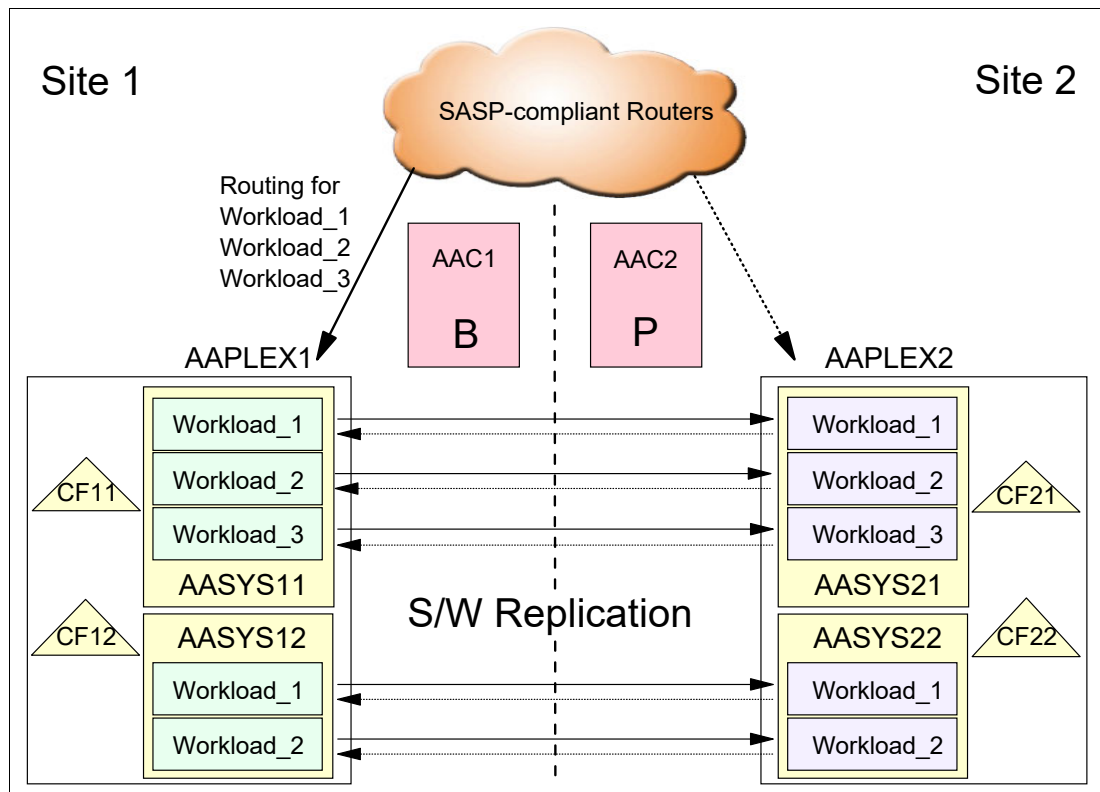 Site 1
Site 2
SASP-compliant Routers
Routing for
Workload_1
Workload_2
Workload_3
AAC1
B
AAC2
P
AAPLEX1
AAPLEX2
Workload_1
Workload_2
Workload_3
AASYS11
CF11
CF12
AASYS12
Workload_1
Workload_2
S/W Replication
Workload_1
Workload_2
Workload_3
AASYS21
CF21
CF22
AASYS22
Workload_1
Workload_2